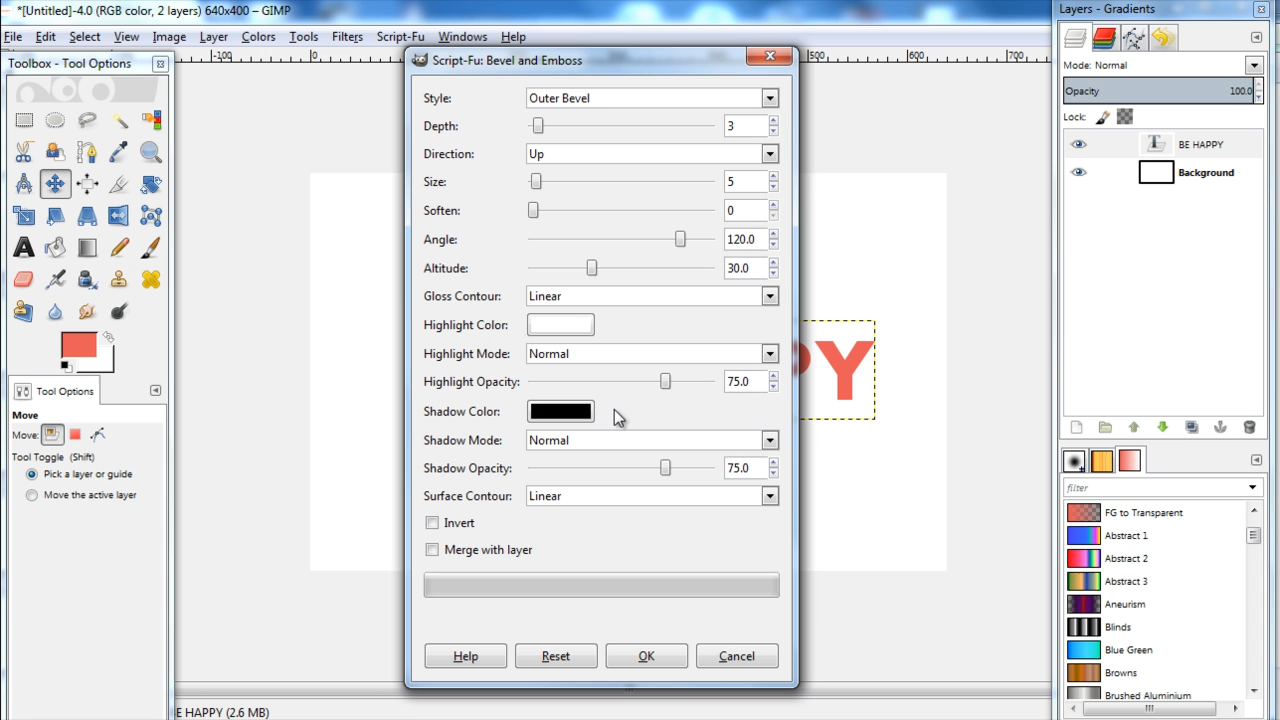 *[Untitled]-4.0 (RGB color, 2 layers) 640x400 – GIMP
File Edit Select View Image Layer Colors Tools Filters Script-Fu Windows Help
Toolbox - Tool Options
Tool Options
Move
Move:
Tool Toggle (Shift)
Pick a layer or guide
Move the active layer
-100 0 500 600 700
Script-Fu: Bevel and Emboss
Style: Outer Bevel
Depth: 3
Direction: Up
Size: 5
Soften: 0
Angle: 120.0
Altitude: 30.0
Gloss Contour: Linear
Highlight Color:
Highlight Mode: Normal
Highlight Opacity: 75.0
Shadow Color:
Shadow Mode: Normal
Shadow Opacity: 75.0
Surface Contour: Linear
Invert
Merge with layer
Help Reset OK Cancel
PY
E HAPPY (2.6 MB)
Layers - Gradients
Mode: Normal
Opacity 100.0
Lock:
BE HAPPY
Background
filter
FG to Transparent
Abstract 1
Abstract 2
Abstract 3
Aneurism
Blinds
Blue Green
Browns
Brushed Aluminium